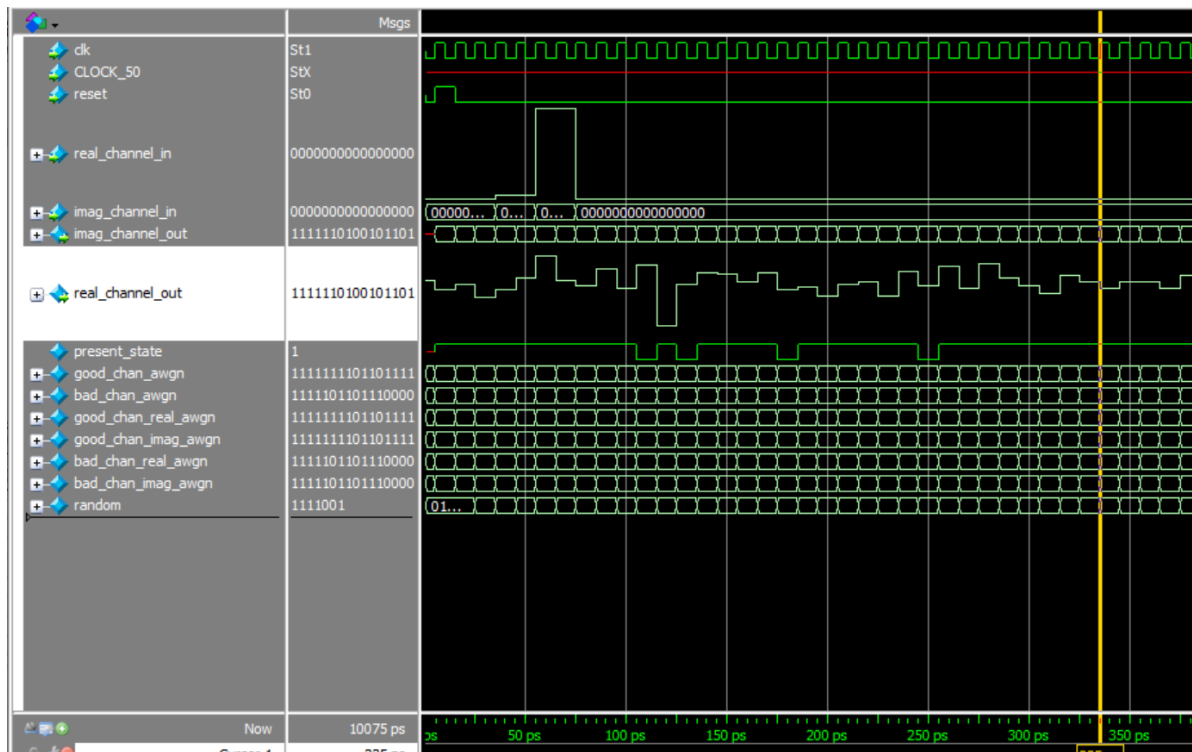 Msgs
clk St1
CLOCK_50 StX
reset St0
real_channel_in 0000000000000000
imag_channel_in 0000000000000000 00000... 0... 0... 0000000000000000
imag_channel_out 1111110100101101
real_channel_out 1111110100101101
present_state 1
good_chan_awgn 1111111101101111
bad_chan_awgn 1111101101110000
good_chan_real_awgn 1111111101101111
good_chan_imag_awgn 1111111101101111
bad_chan_real_awgn 1111101101110000
bad_chan_imag_awgn 1111101101110000
random 1111001 01...
Now 10075 ps ps 50 ps 100 ps 150 ps 200 ps 250 ps 300 ps 350 ps